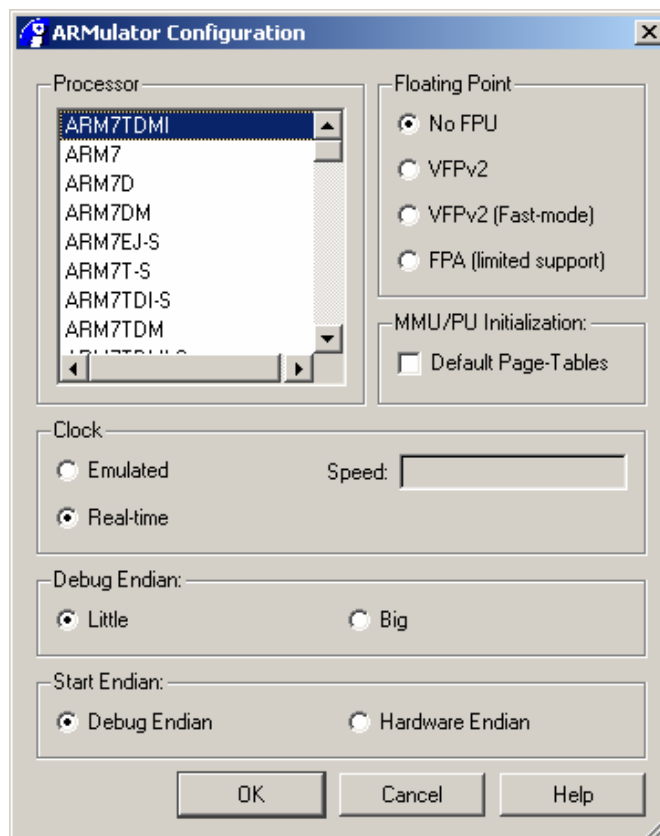 ARMulator Configuration
Processor
ARM7TDMI
ARM7
ARM7D
ARM7DM
ARM7EJ-S
ARM7T-S
ARM7TDI-S
ARM7TDM
Floating Point
No FPU
VFPv2
VFPv2 (Fast-mode)
FPA (limited support)
MMU/PU Initialization:
Default Page-Tables
Clock
Emulated
Speed:
Real-time
Debug Endian:
Little
Big
Start Endian:
Debug Endian
Hardware Endian
OK
Cancel
Help